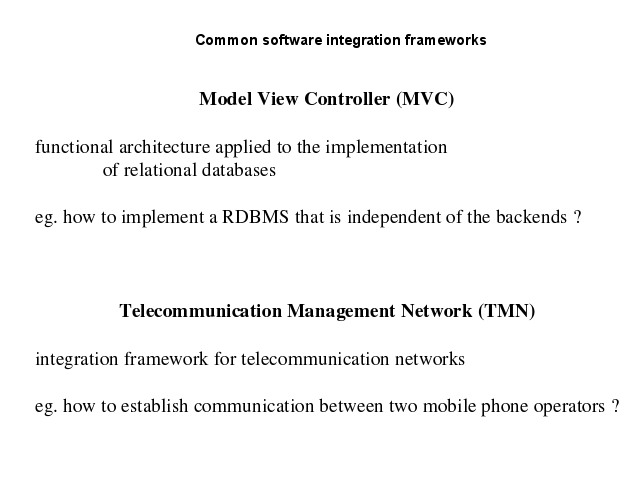 Common software integration frameworks
Model View Controller (MVC)
functional architecture applied to the implementation
of relational databases
eg. how to implement a RDBMS that is independent of the backends ?
Telecommunication Management Network (TMN)
integration framework for telecommunication networks
eg. how to establish communication between two mobile phone operators ?